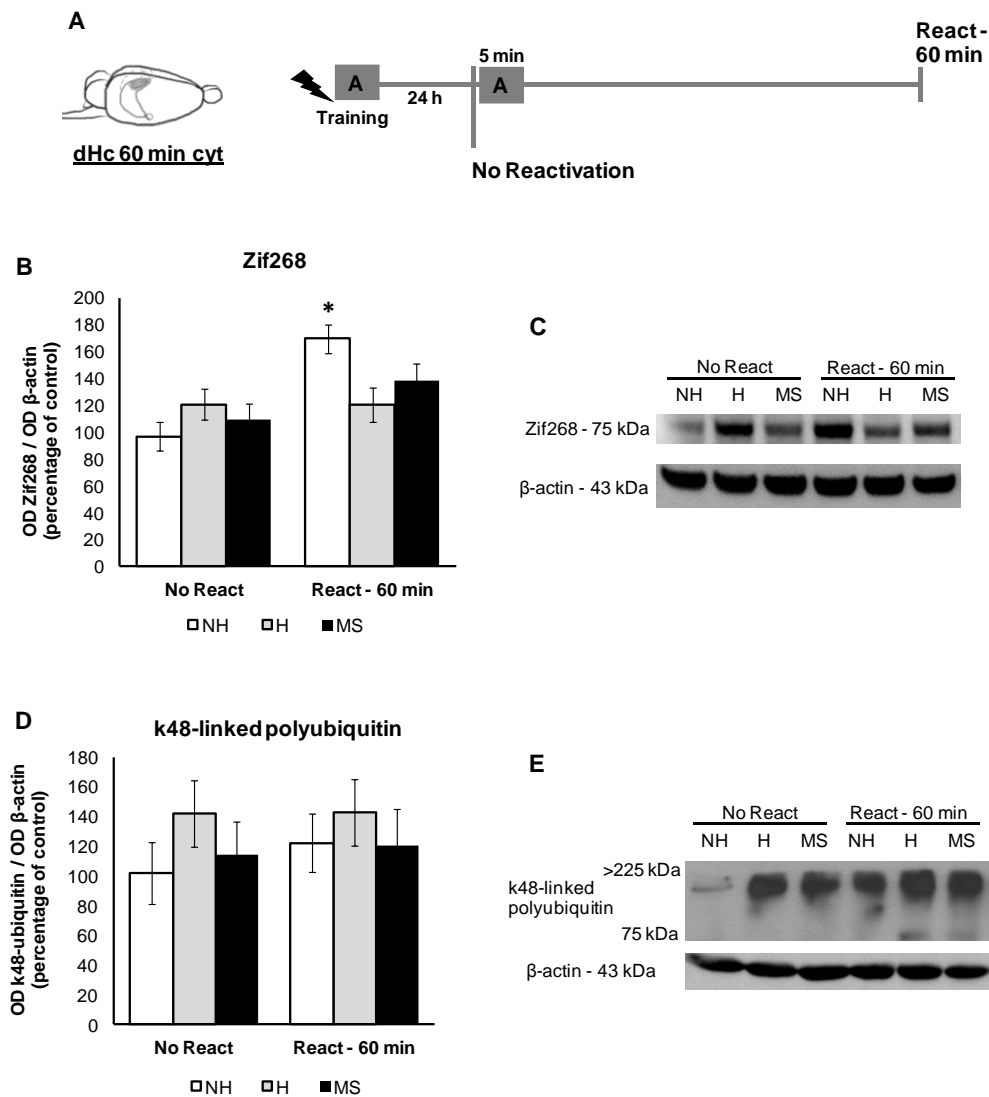 A
React -
60 min
5 min
A
A
24 h
Training
dHc 60 min cyt
No Reactivation
B
Zif268
OD Zif268 / OD β-actin
(percentage of control)
200
180
160
140
120
100
80
60
40
20
0
*
No React
React - 60 min
NH
H
MS
C
No React
React - 60 min
NH
H
MS
NH
H
MS
Zif268 - 75 kDa
β-actin - 43 kDa
D
k48-linked polyubiquitin
OD k48-ubiquitin / OD β-actin
(percentage of control)
180
160
140
120
100
80
60
40
20
0
No React
React - 60 min
NH
H
MS
E
No React
React - 60 min
NH
H
MS
NH
H
MS
>225 kDa
k48-linked
polyubiquitin
75 kDa
β-actin - 43 kDa